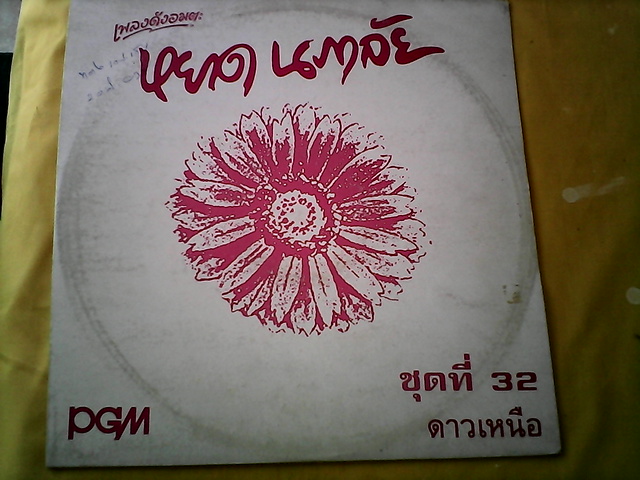 เพลงดังอมตะ
หยาด นภาลัย
ชุดที่ 32
PGM
ดาวเหนือ